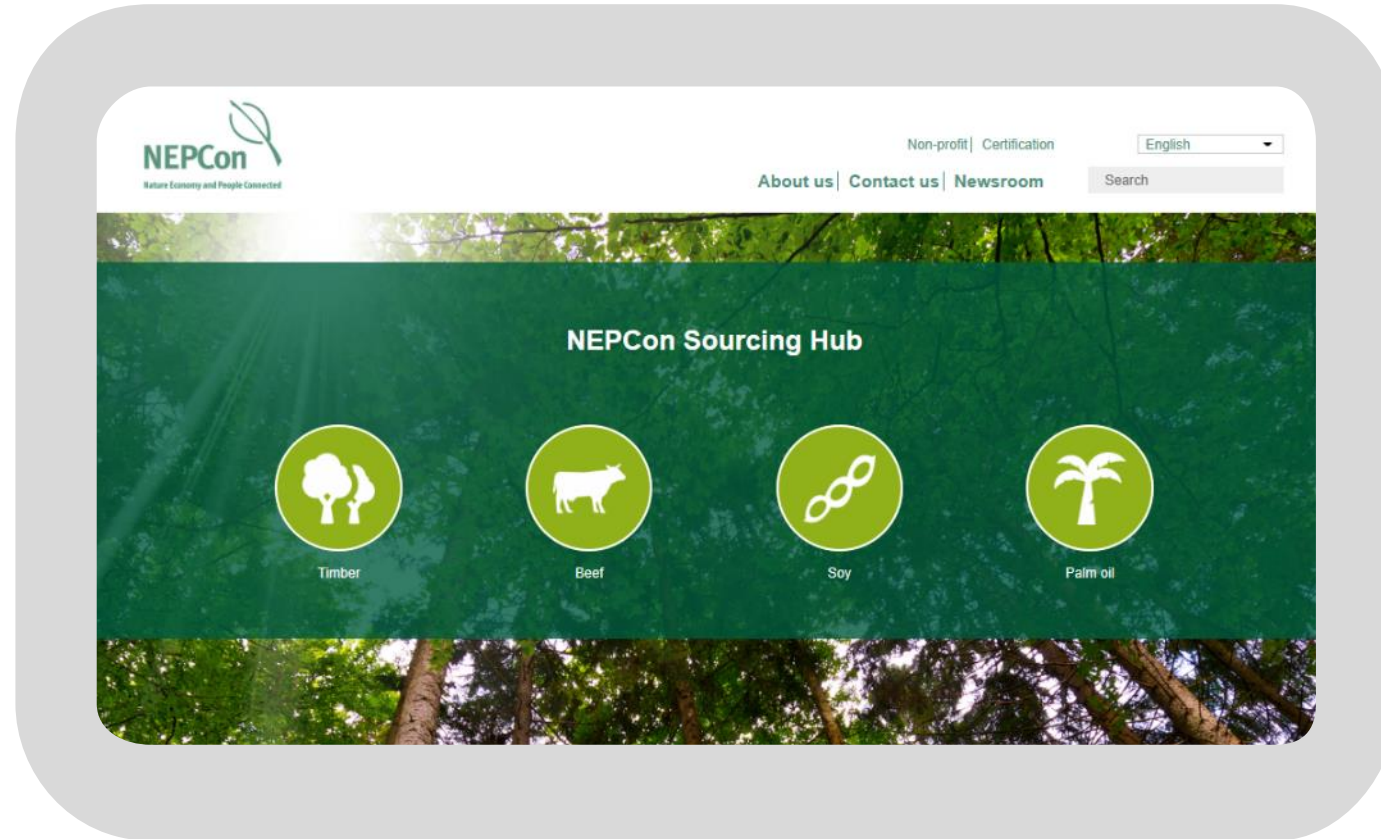 NEPCon
Nature Economy and People Connected
Non-profit| Certification
English
About us| Contact us| Newsroom
Search
NEPCon Sourcing Hub
Timber
Beef
Soy
Palm oil